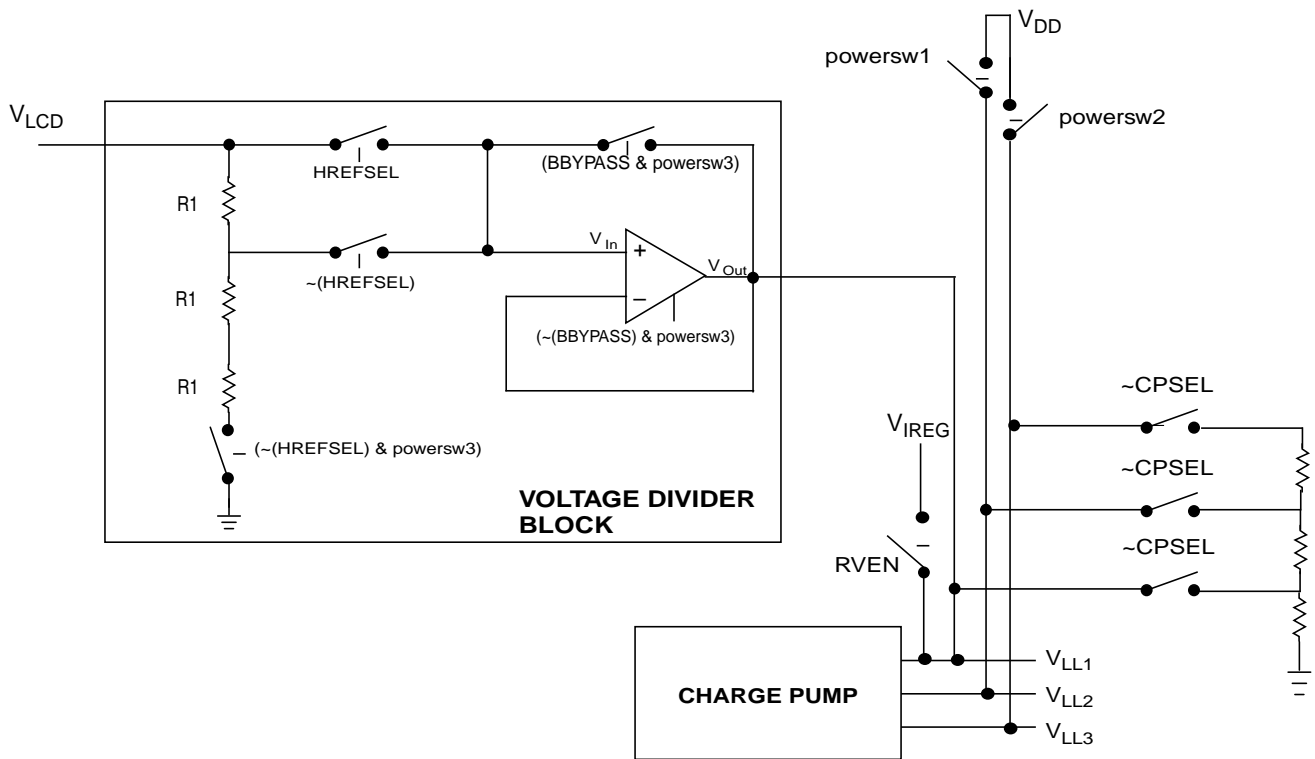 VDD
powersw1
powersw2
VLCD
HREFSEL
(BBYPASS & powersw3)
R1
VIn
+
VOut
~(HREFSEL)
–
R1
(~(BBYPASS) & powersw3)
R1
~CPSEL
VIREG
(~(HREFSEL) & powersw3)
~CPSEL
VOLTAGE DIVIDER
BLOCK
~CPSEL
RVEN
VLL1
CHARGE PUMP
VLL2
VLL3